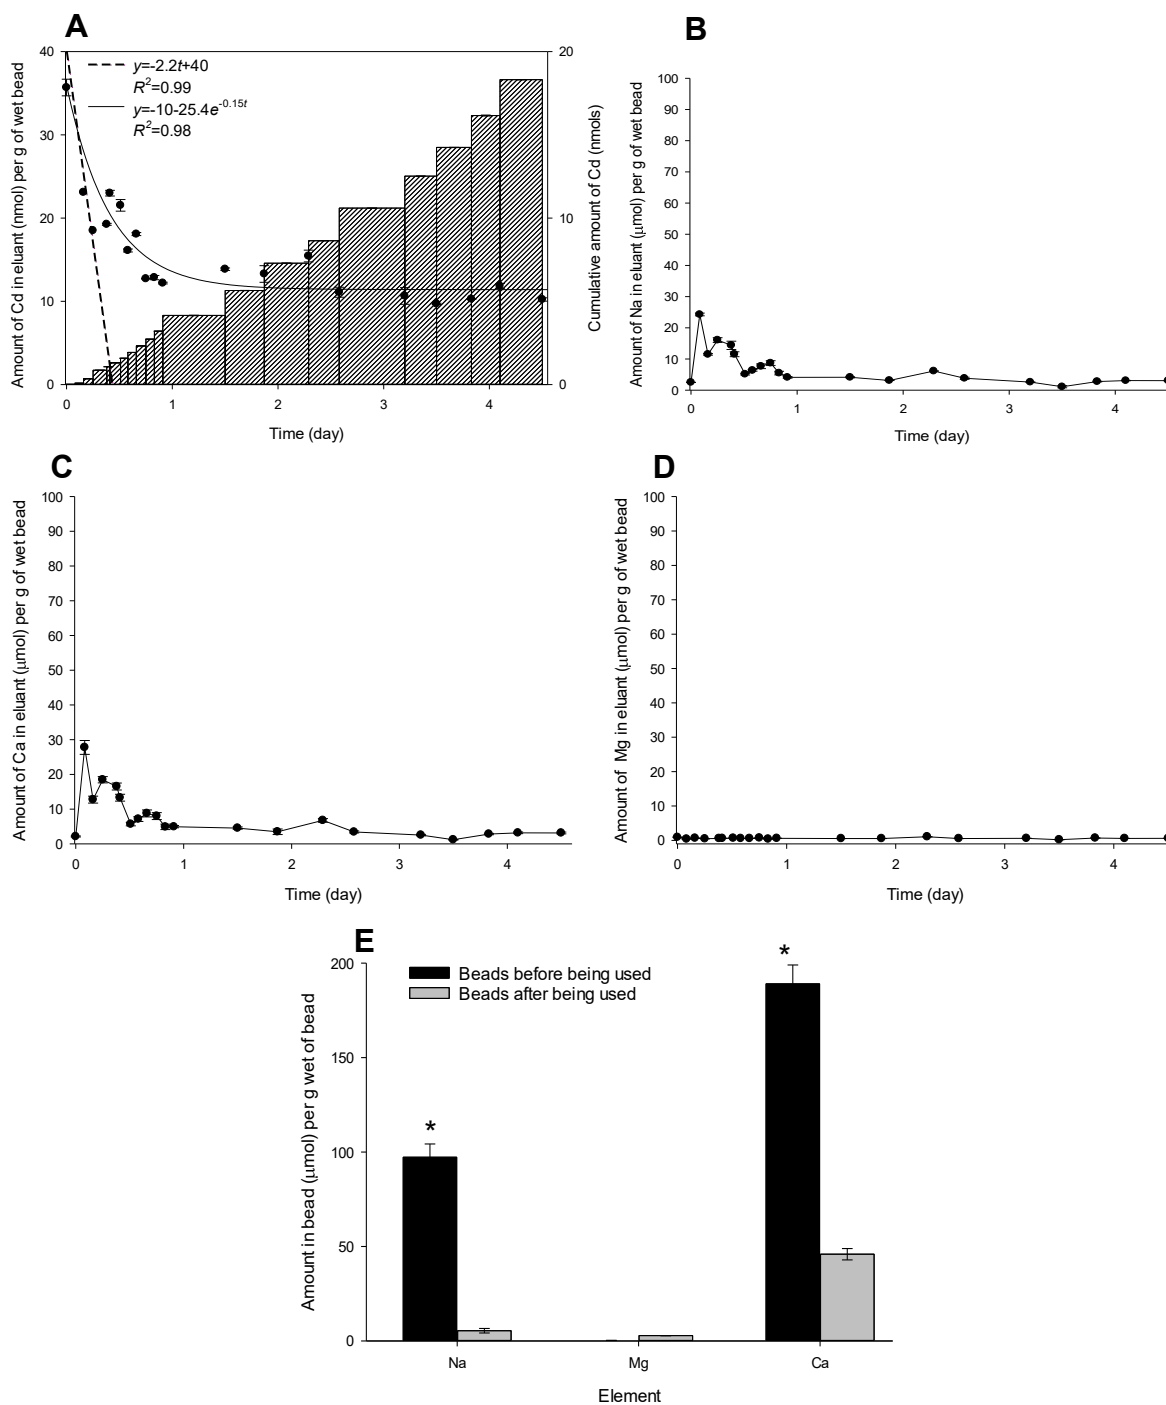 A
y=-2.2t+40
R²=0.99
y=-10-25.4e^-0.15t
R²=0.98
40
30
20
10
0
20
10
0
0 1 2 3 4
Time (day)
Amount of Cd in eluant (nmol) per g of wet bead
Cumulative amount of Cd (nmols)
B
100
90
80
70
60
50
40
30
20
10
0
0 1 2 3 4
Time (day)
Amount of Na in eluant (μmol) per g of wet bead
C
100
90
80
70
60
50
40
30
20
10
0
0 1 2 3 4
Time (day)
Amount of Ca in eluant (μmol) per g of wet bead
D
100
90
80
70
60
50
40
30
20
10
0
0 1 2 3 4
Time (day)
Amount of Mg in eluant (μmol) per g of wet bead
E
Beads before being used
Beads after being used
200
150
100
50
0
*
*
Na Mg Ca
Element
Amount in bead (μmol) per g wet of bead